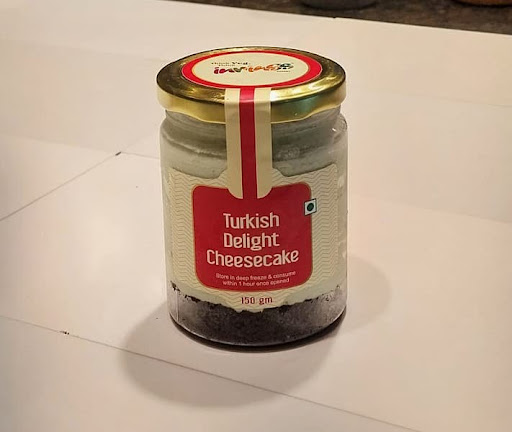 Turkish
Delight
Cheesecake
Store in deep freeze & consume
within 1 hour once opened
150 gm